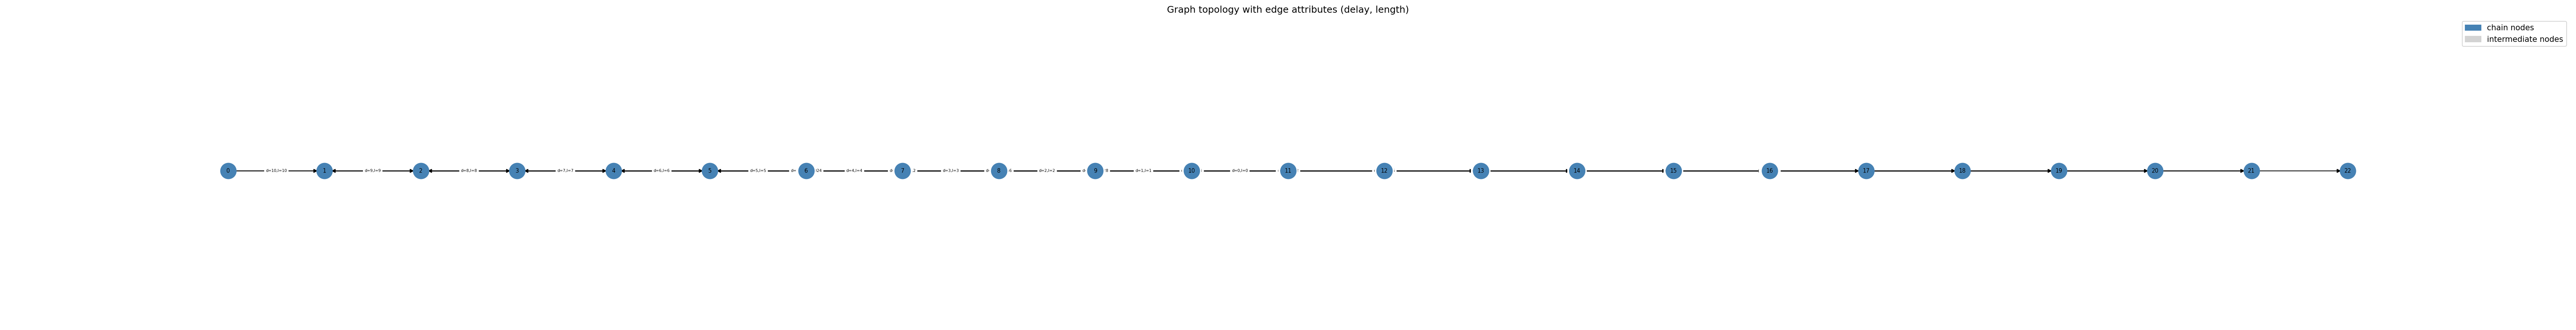 Graph topology with edge attributes (delay, length)
chain nodes
intermediate nodes
0 d=10,l=10 1 d=9,l=9 2 d=8,l=8 3 d=7,l=7 4 d=6,l=6 5 d=5,l=5 6 d=4,l=4 7 d=3,l=3 8 d=2,l=2 9 d=1,l=1 10 d=0,l=0 11 12 13 14 15 16 17 18 19 20 21 22